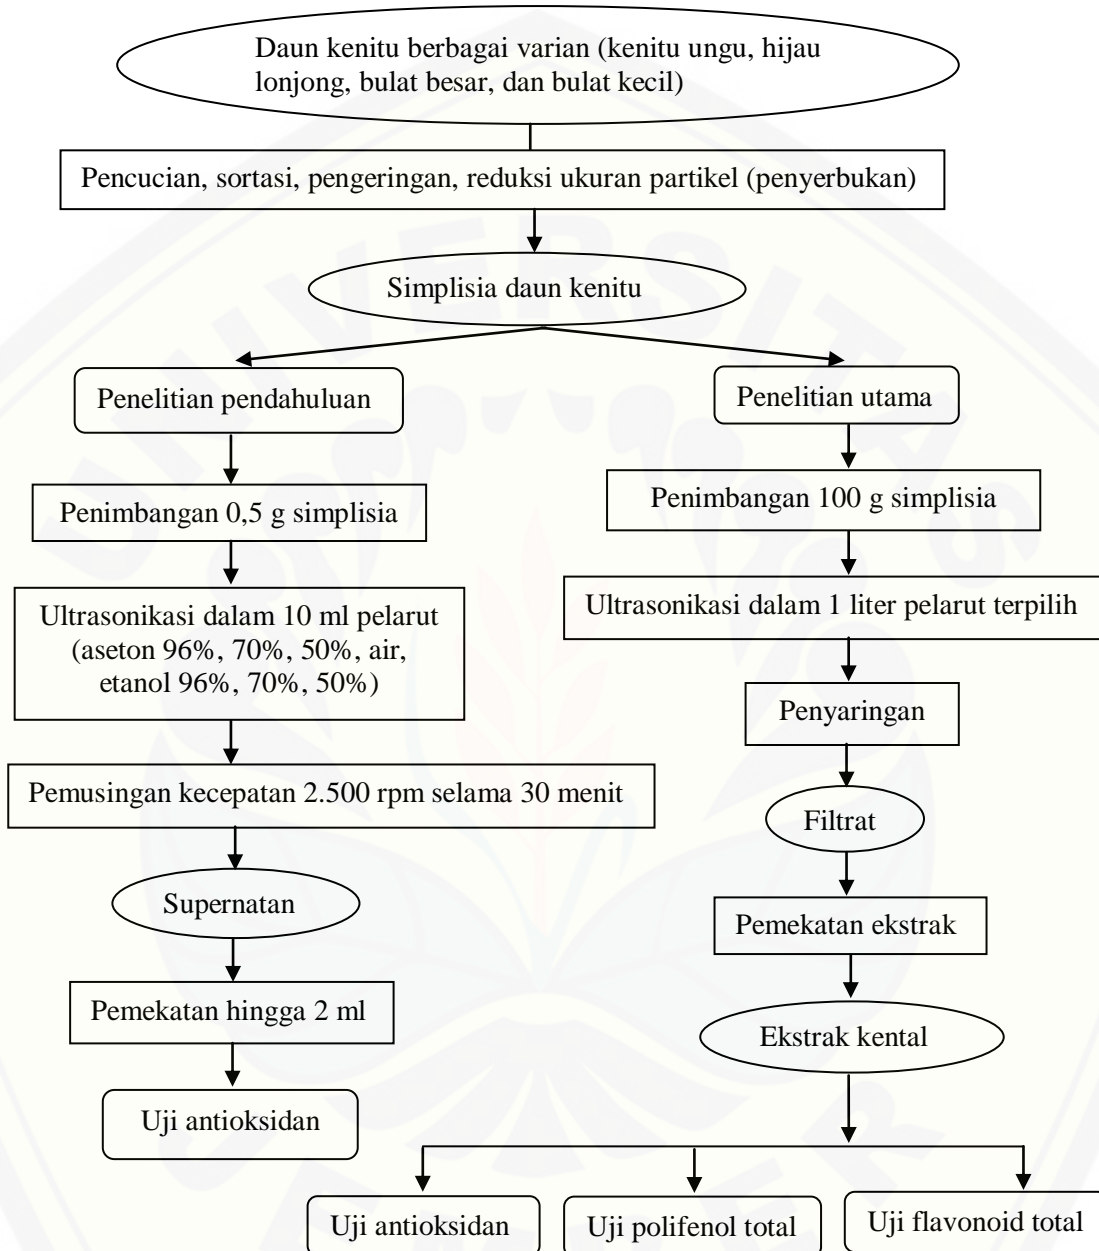 Daun kenitu berbagai varian (kenitu ungu, hijau
lonjong, bulat besar, dan bulat kecil)
Pencucian, sortasi, pengeringan, reduksi ukuran partikel (penyerbukan)
Simplisia daun kenitu
Penelitian pendahuluan
Penimbangan 0,5 g simplisia
Ultrasonikasi dalam 10 ml pelarut
(aseton 96%, 70%, 50%, air,
etanol 96%, 70%, 50%)
Pemusingan kecepatan 2.500 rpm selama 30 menit
Supernatan
Pemekatan hingga 2 ml
Uji antioksidan
Penelitian utama
Penimbangan 100 g simplisia
Ultrasonikasi dalam 1 liter pelarut terpilih
Penyaringan
Filtrat
Pemekatan ekstrak
Ekstrak kental
Uji antioksidan
Uji polifenol total
Uji flavonoid total
UNIVERSITAS